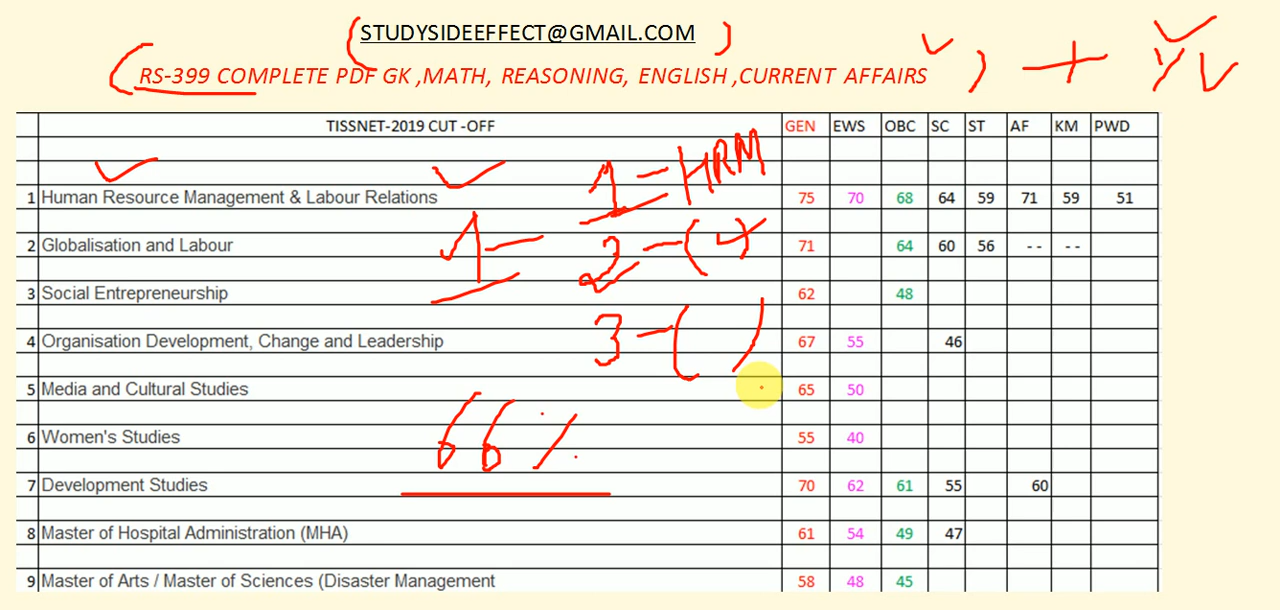 STUDYSIDEEFFECT@GMAIL.COM
RS-399 COMPLETE PDF GK ,MATH, REASONING, ENGLISH ,CURRENT AFFAIRS
TISSNET-2019 CUT -OFF GEN EWS OBC SC ST AF KM PWD
1 = HRM
1 Human Resource Management & Labour Relations 75 70 68 64 59 71 59 51
1 - 2 - ( 4 )
2 Globalisation and Labour 71 64 60 56 - - - -
3 Social Entrepreneurship 62 48
3 - ( )
4 Organisation Development, Change and Leadership 67 55 46
5 Media and Cultural Studies 65 50
6 Women's Studies 55 40
66 %
7 Development Studies 70 62 61 55 60
8 Master of Hospital Administration (MHA) 61 54 49 47
9 Master of Arts / Master of Sciences (Disaster Management 58 48 45